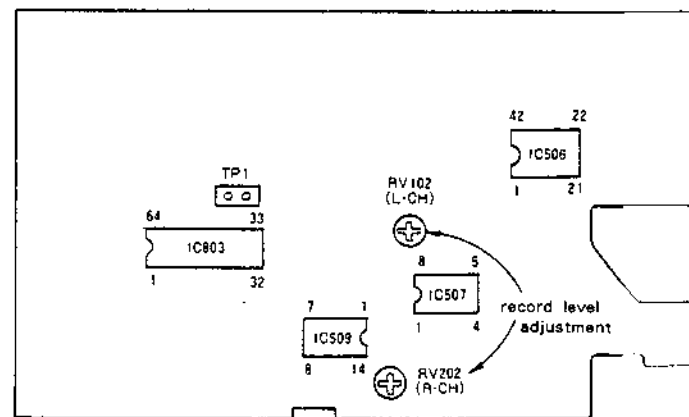 42 22
IC506
1 21
TP1
RV102
(L-CH)
64 33
IC803
1 32
8 5
IC507
1 4
record level
adjustment
7 1
IC509
8 14
RV202
(R-CH)